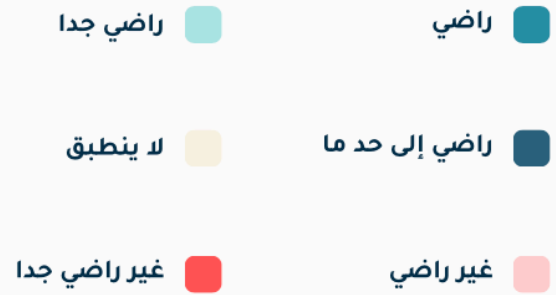 راضي
راضي جدا
راضي إلى حد ما
لا ينطبق
غير راضي
غير راضي جدا